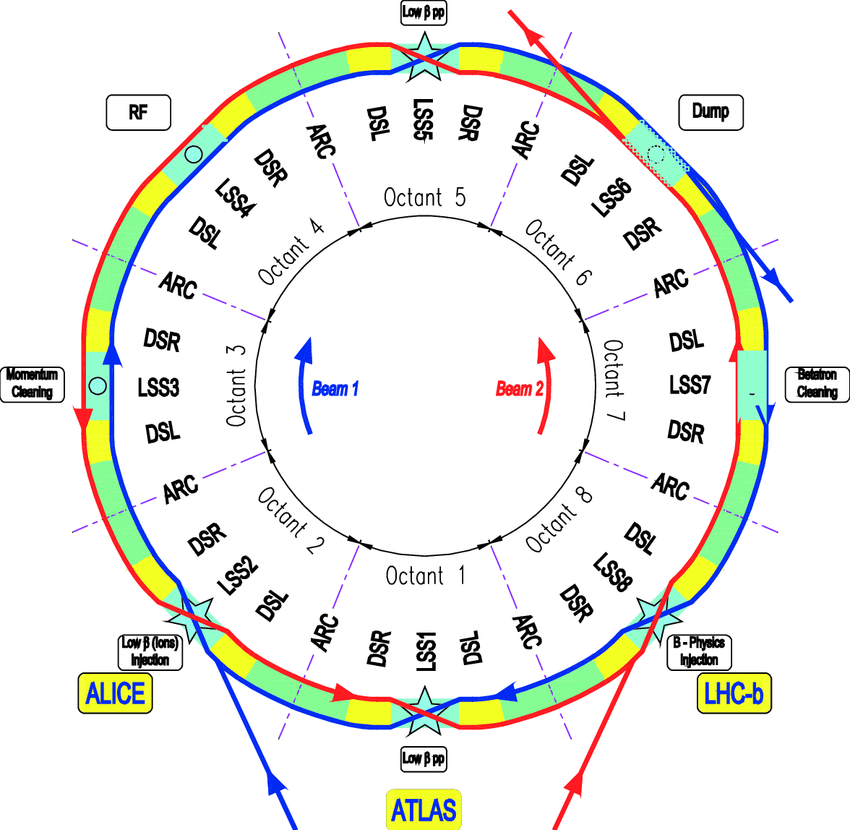 Low β pp
RF
Dump
DSL
LSS5
DSR
ARC
ARC
DSR
LSS4
DSL
DSL
LSS6
DSR
Octant 5
Octant 4
Octant 6
ARC
ARC
DSR
LSS3
DSL
DSL
LSS7
DSR
Octant 3
Octant 7
Momentum
Cleaning
Beam 1
Beam 2
Betatron
Cleaning
ARC
ARC
Octant 2
Octant 8
DSR
LSS2
DSL
DSL
LSS8
DSR
Octant 1
ARC
DSR
LSS1
DSL
ARC
Low β (Ions)
Injection
B - Physics
Injection
ALICE
LHC-b
Low β pp
ATLAS